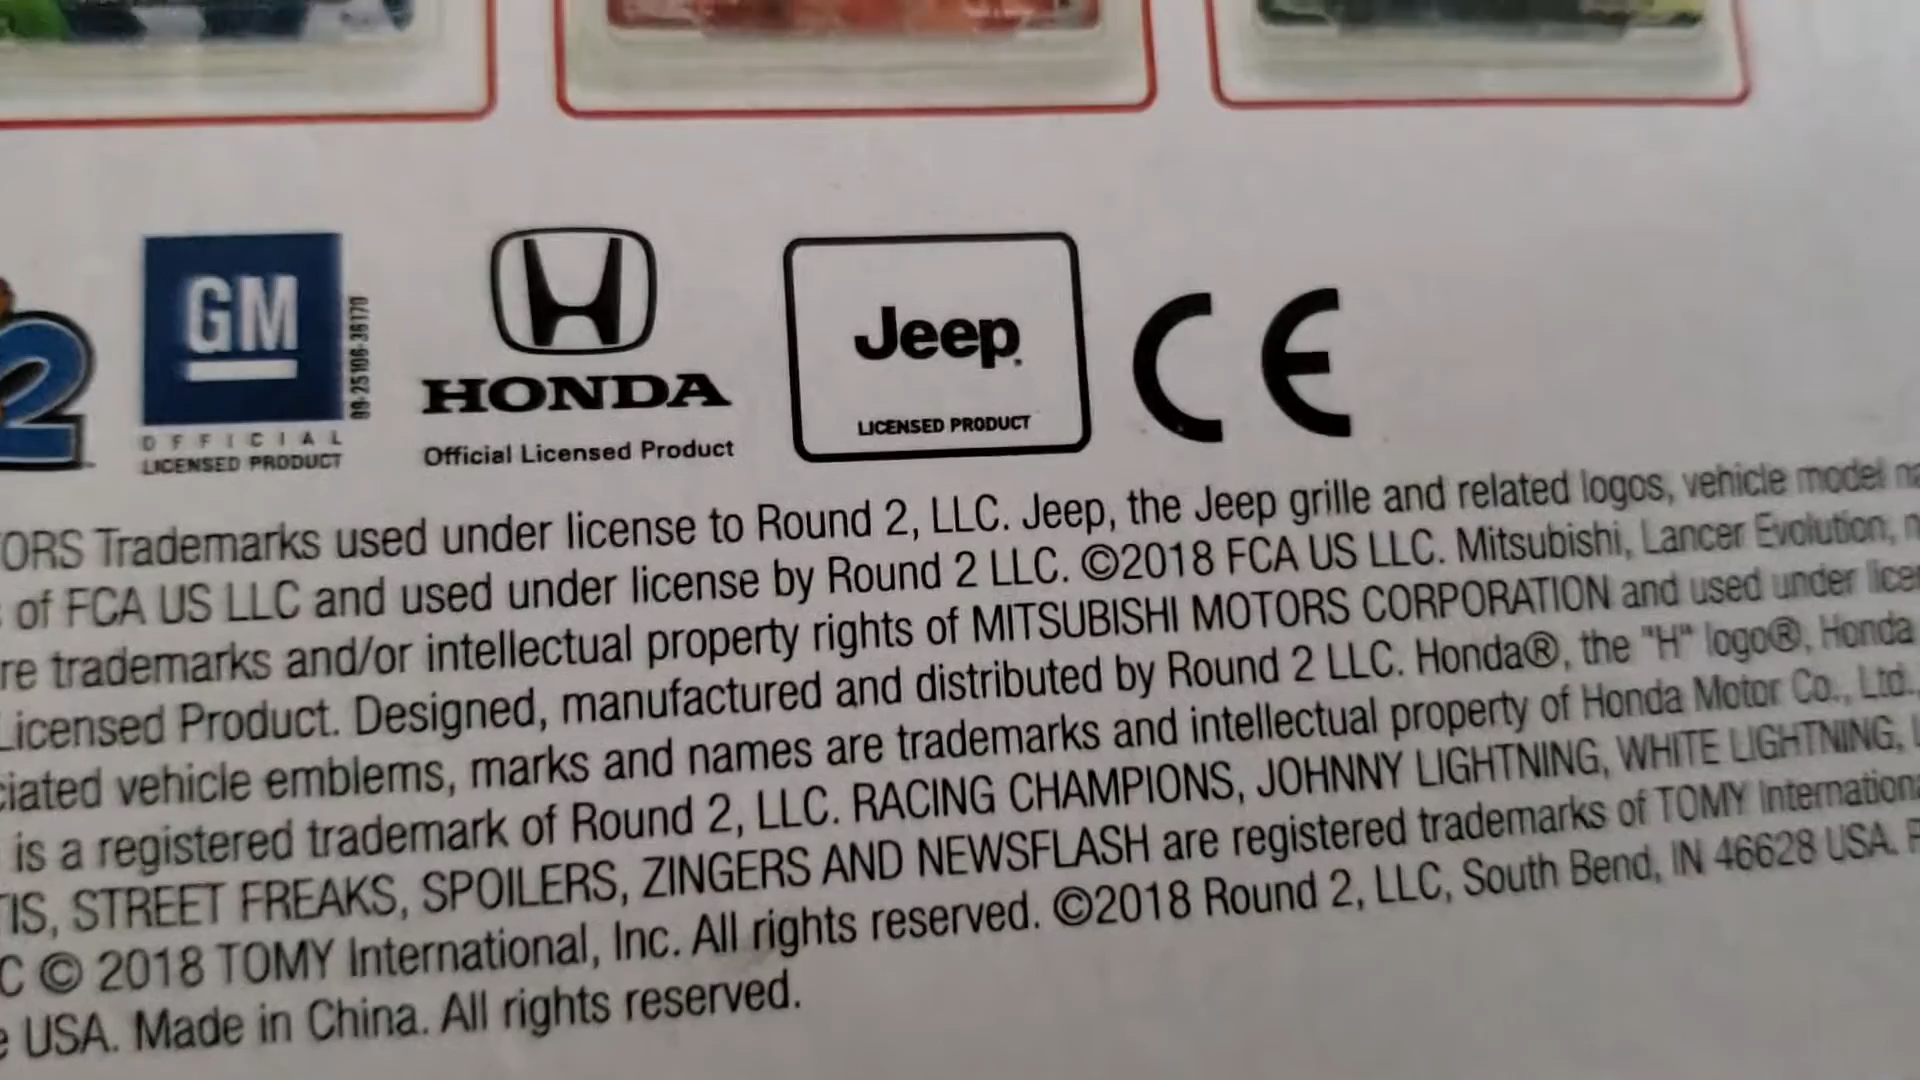 2
GM
OFFICIAL
LICENSED PRODUCT
HONDA
Official Licensed Product
Jeep
LICENSED PRODUCT
CE
ORS Trademarks used under license to Round 2, LLC. Jeep, the Jeep grille and related logos, vehicle model
of FCA US LLC and used under license by Round 2 LLC. ©2018 FCA US LLC. Mitsubishi, Lancer Evolution,
re trademarks and/or intellectual property rights of MITSUBISHI MOTORS CORPORATION and used under
Licensed Product. Designed, manufactured and distributed by Round 2 LLC. Honda®, the "H" logo®, Honda
ciated vehicle emblems, marks and names are trademarks and intellectual property of Honda Motor Co., Ltd.
is a registered trademark of Round 2, LLC. RACING CHAMPIONS, JOHNNY LIGHTNING, WHITE LIGHTNING,
TIS, STREET FREAKS, SPOILERS, ZINGERS AND NEWSFLASH are registered trademarks of TOMY Internationa
C © 2018 TOMY International, Inc. All rights reserved. ©2018 Round 2, LLC, South Bend, IN 46628 USA.
USA. Made in China. All rights reserved.